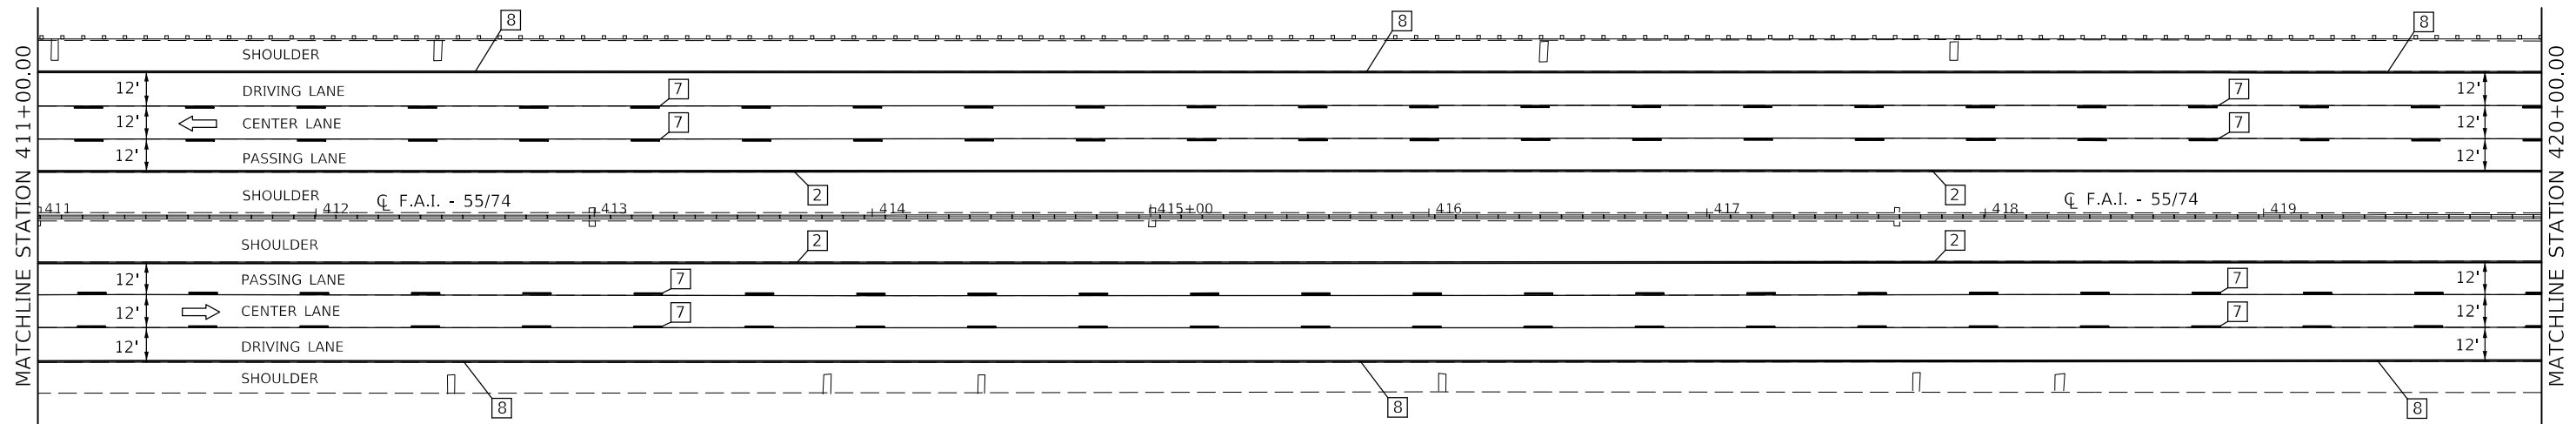 8 8 8
SHOULDER
MATCHLINE STATION 411+00.00
MATCHLINE STATION 420+00.00
12' DRIVING LANE 7 7 12'
12' CENTER LANE 7 7 12'
12' PASSING LANE 12'
SHOULDER 2 2
411 412 ℄ F.A.I. - 55/74 413 414 415+00 416 417 418 ℄ F.A.I. - 55/74 419
SHOULDER 2 2
12' PASSING LANE 7 7 12'
12' CENTER LANE 7 7 12'
12' DRIVING LANE 12'
SHOULDER
8 8 8